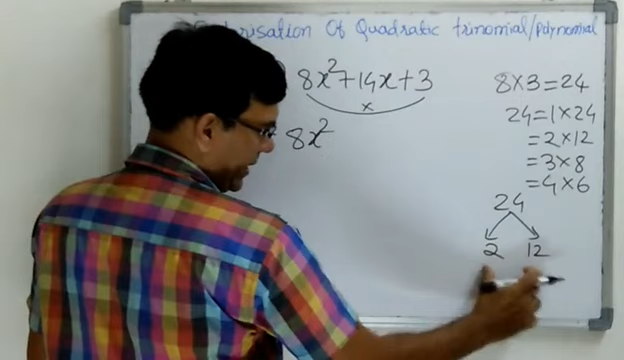 Of Quadratic trinomial/polynomial
8x²+14x+3
x
8x²
8×3=24
24=1×24
=2×12
=3×8
=4×6
24
2 12